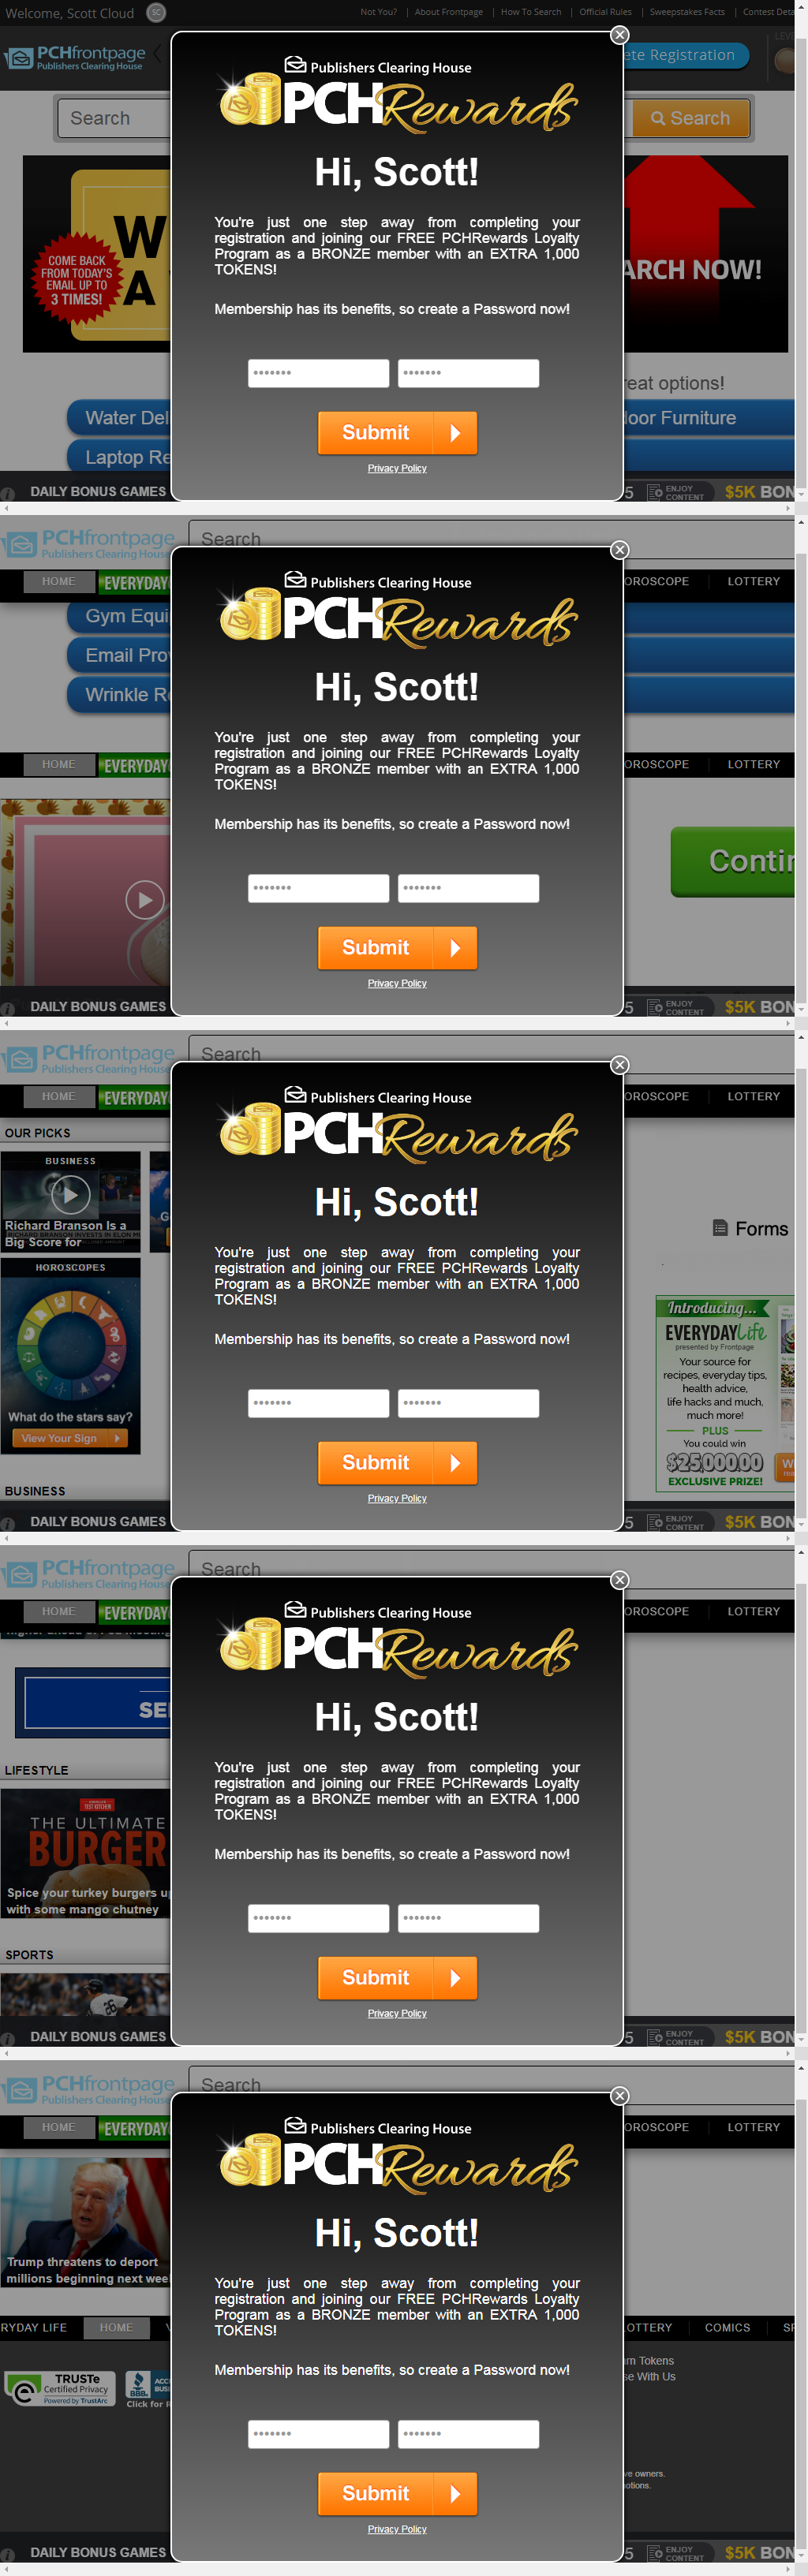 Welcome, Scott Cloud
SC
Not You? | About Frontpage | How To Search | Official Rules | Sweepstakes Facts | Contest Deta
PCHfrontpage
Publishers Clearing House
ete Registration
LEVE
Search
Search
COME BACK
FROM TODAY'S
EMAIL UP TO
3 TIMES!
W
A
ARCH NOW!
Publishers Clearing House
PCHRewards
Hi, Scott!
You're just one step away from completing your
registration and joining our FREE PCHRewards Loyalty
Program as a BRONZE member with an EXTRA 1,000
TOKENS!
Membership has its benefits, so create a Password now!
Submit
Privacy Policy
reat options!
Water Del
door Furniture
Laptop Re
DAILY BONUS GAMES
5
ENJOY
CONTENT
$5K BON
PCHfrontpage
Publishers Clearing House
Search
HOME
EVERYDAY
OROSCOPE
LOTTERY
Gym Equi
Email Pro
Wrinkle R
HOME
EVERYDAY
OROSCOPE
LOTTERY
Contin
Publishers Clearing House
PCHRewards
Hi, Scott!
You're just one step away from completing your
registration and joining our FREE PCHRewards Loyalty
Program as a BRONZE member with an EXTRA 1,000
TOKENS!
Membership has its benefits, so create a Password now!
Submit
Privacy Policy
DAILY BONUS GAMES
5
ENJOY
CONTENT
$5K BON
PCHfrontpage
Publishers Clearing House
Search
HOME
EVERYDAY
OROSCOPE
LOTTERY
OUR PICKS
BUSINESS
Richard Branson Is a
Big Score for
G
HOROSCOPES
What do the stars say?
View Your Sign
BUSINESS
Publishers Clearing House
PCHRewards
Hi, Scott!
You're just one step away from completing your
registration and joining our FREE PCHRewards Loyalty
Program as a BRONZE member with an EXTRA 1,000
TOKENS!
Membership has its benefits, so create a Password now!
Submit
Privacy Policy
Forms
Introducing...
EVERYDAY Life
presented by Frontpage
Your source for
recipes, everyday tips,
health advice,
life hacks and much,
much more!
PLUS
You could win
$25,000.00
EXCLUSIVE PRIZE!
DAILY BONUS GAMES
5
ENJOY
CONTENT
$5K BON
PCHfrontpage
Publishers Clearing House
Search
HOME
EVERYDAY
OROSCOPE
LOTTERY
SE
LIFESTYLE
THE ULTIMATE
BURGER
Spice your turkey burgers up
with some mango chutney
SPORTS
Publishers Clearing House
PCHRewards
Hi, Scott!
You're just one step away from completing your
registration and joining our FREE PCHRewards Loyalty
Program as a BRONZE member with an EXTRA 1,000
TOKENS!
Membership has its benefits, so create a Password now!
Submit
Privacy Policy
DAILY BONUS GAMES
5
ENJOY
CONTENT
$5K BON
PCHfrontpage
Publishers Clearing House
Search
HOME
EVERYDAY
OROSCOPE
LOTTERY
Trump threatens to deport
millions beginning next wee
Publishers Clearing House
PCHRewards
Hi, Scott!
You're just one step away from completing your
registration and joining our FREE PCHRewards Loyalty
Program as a BRONZE member with an EXTRA 1,000
TOKENS!
Membership has its benefits, so create a Password now!
Submit
Privacy Policy
RYDAY LIFE
HOME
LOTTERY
COMICS
SP
TRUSTe
Certified Privacy
Powered by TrustArc
BBB
ACC
BUS
Click for R
rn Tokens
se With Us
ve owners.
otions.
DAILY BONUS GAMES
5
ENJOY
CONTENT
$5K BON